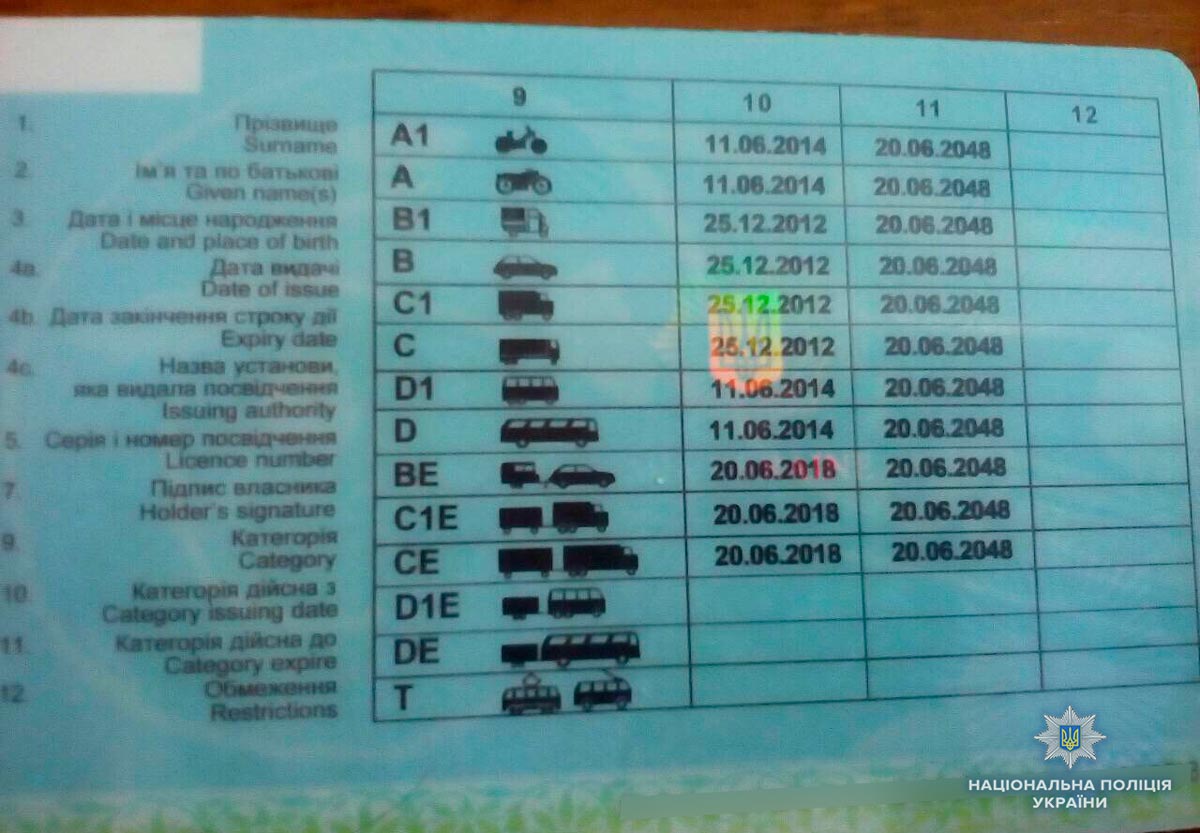 9 10 11 12
1. Прізвище
Surname
2. Ім'я та по батькові
Given name(s)
3. Дата і місце народження
Date and place of birth
4a. Дата видачі
Date of issue
4b. Дата закінчення строку дії
Expiry date
4c. Назва установи,
яка видала посвідчення
Issuing authority
5. Серія і номер посвідчення
Licence number
7. Підпис власника
Holder's signature
9. Категорія
Category
10. Категорія дійсна з
Category issuing date
11. Категорія дійсна до
Category expire
12. Обмеження
Restrictions
A1 11.06.2014 20.06.2048
A 11.06.2014 20.06.2048
B1 25.12.2012 20.06.2048
B 25.12.2012 20.06.2048
C1 25.12.2012 20.06.2048
C 25.12.2012 20.06.2048
D1 11.06.2014 20.06.2048
D 11.06.2014 20.06.2048
BE 20.06.2018 20.06.2048
C1E 20.06.2018 20.06.2048
CE 20.06.2018 20.06.2048
D1E
DE
T
НАЦІОНАЛЬНА ПОЛІЦІЯ
УКРАЇНИ